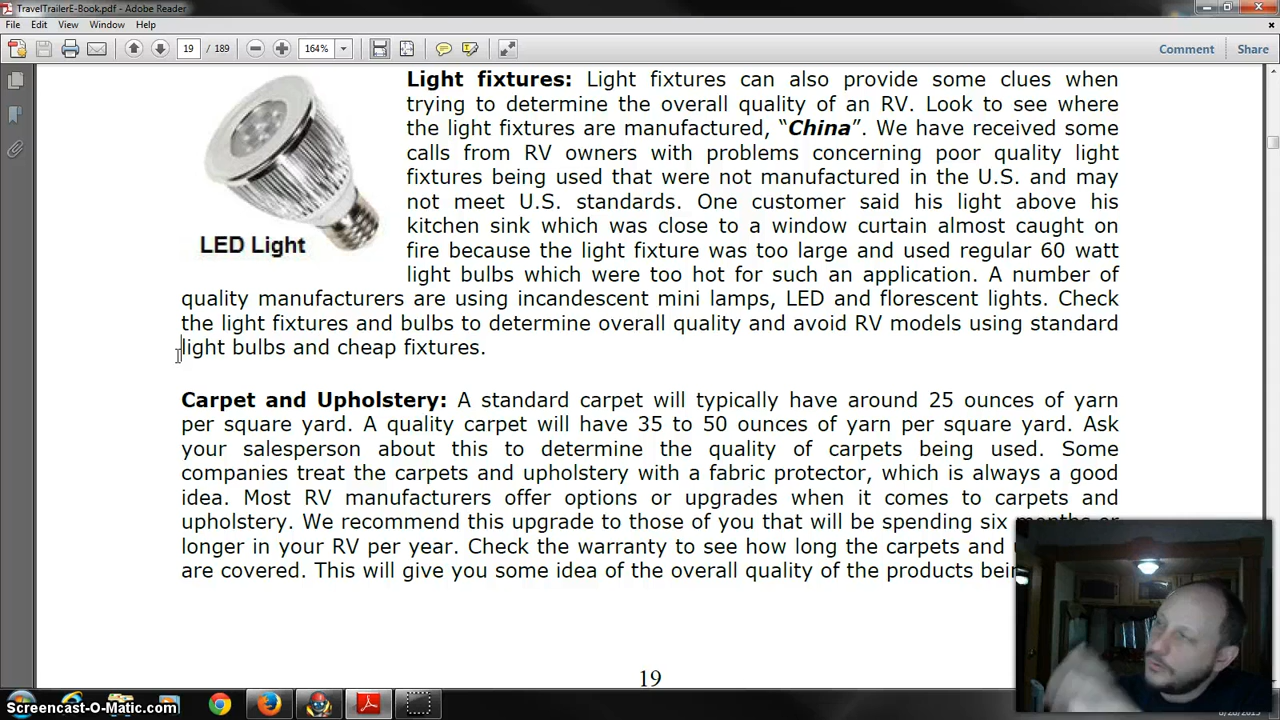 TravelTrailerE-Book.pdf - Adobe Reader
File Edit View Window Help
19 / 189 164% Comment Share
Light fixtures: Light fixtures can also provide some clues when
trying to determine the overall quality of an RV. Look to see where
the light fixtures are manufactured, “China”. We have received some
calls from RV owners with problems concerning poor quality light
fixtures being used that were not manufactured in the U.S. and may
not meet U.S. standards. One customer said his light above his
kitchen sink which was close to a window curtain almost caught on
fire because the light fixture was too large and used regular 60 watt
light bulbs which were too hot for such an application. A number of
LED Light
quality manufacturers are using incandescent mini lamps, LED and florescent lights. Check
the light fixtures and bulbs to determine overall quality and avoid RV models using standard
light bulbs and cheap fixtures.
Carpet and Upholstery: A standard carpet will typically have around 25 ounces of yarn
per square yard. A quality carpet will have 35 to 50 ounces of yarn per square yard. Ask
your salesperson about this to determine the quality of carpets being used. Some
companies treat the carpets and upholstery with a fabric protector, which is always a good
idea. Most RV manufacturers offer options or upgrades when it comes to carpets and
upholstery. We recommend this upgrade to those of you that will be spending six
longer in your RV per year. Check the warranty to see how long the carpets and
are covered. This will give you some idea of the overall quality of the products
19
Screencast-O-Matic.com